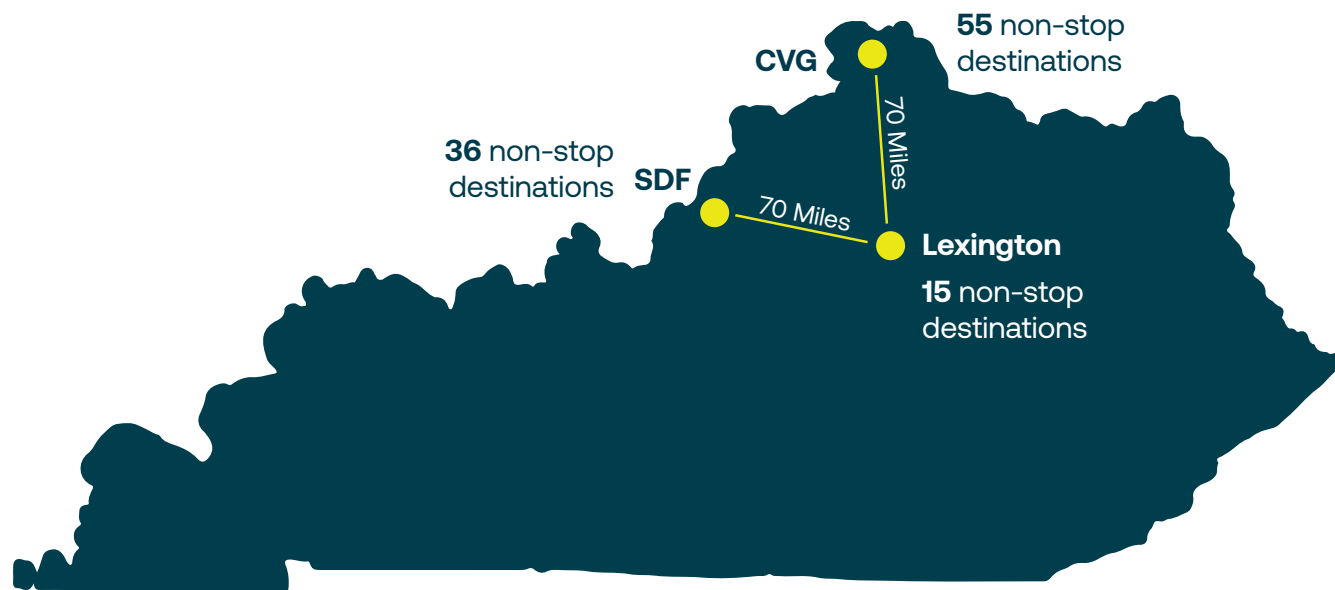 55 non-stop
destinations
CVG
70 Miles
36 non-stop
destinations
SDF
70 Miles
Lexington
15 non-stop
destinations